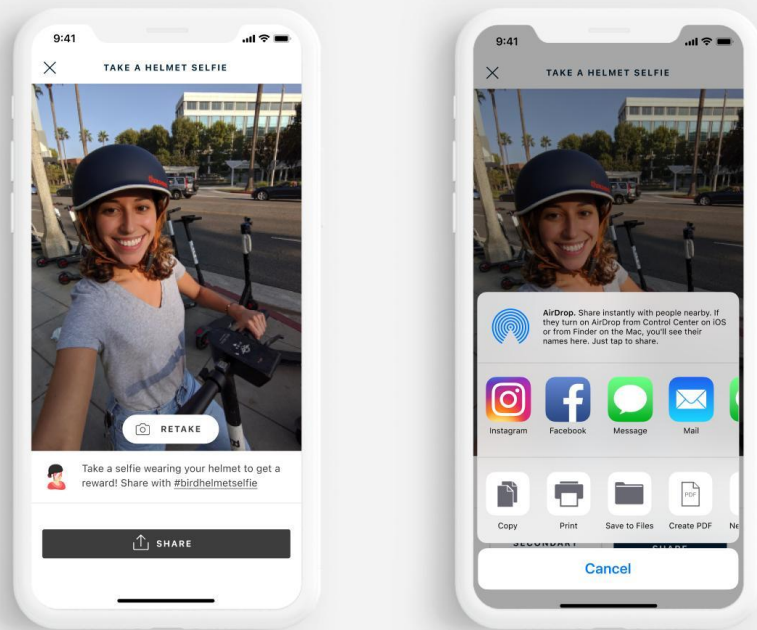 9:41
TAKE A HELMET SELFIE
RETAKE
Take a selfie wearing your helmet to get a
reward! Share with #birdhelmetselfie
SHARE
9:41
TAKE A HELMET SELFIE
AirDrop. Share instantly with people nearby. If
they turn on AirDrop from Control Center on iOS
or from Finder on the Mac, you'll see their
names here. Just tap to share.
Instagram Facebook Message Mail
PDF
Copy Print Save to Files Create PDF Ne
SECONDARY SHARE
Cancel